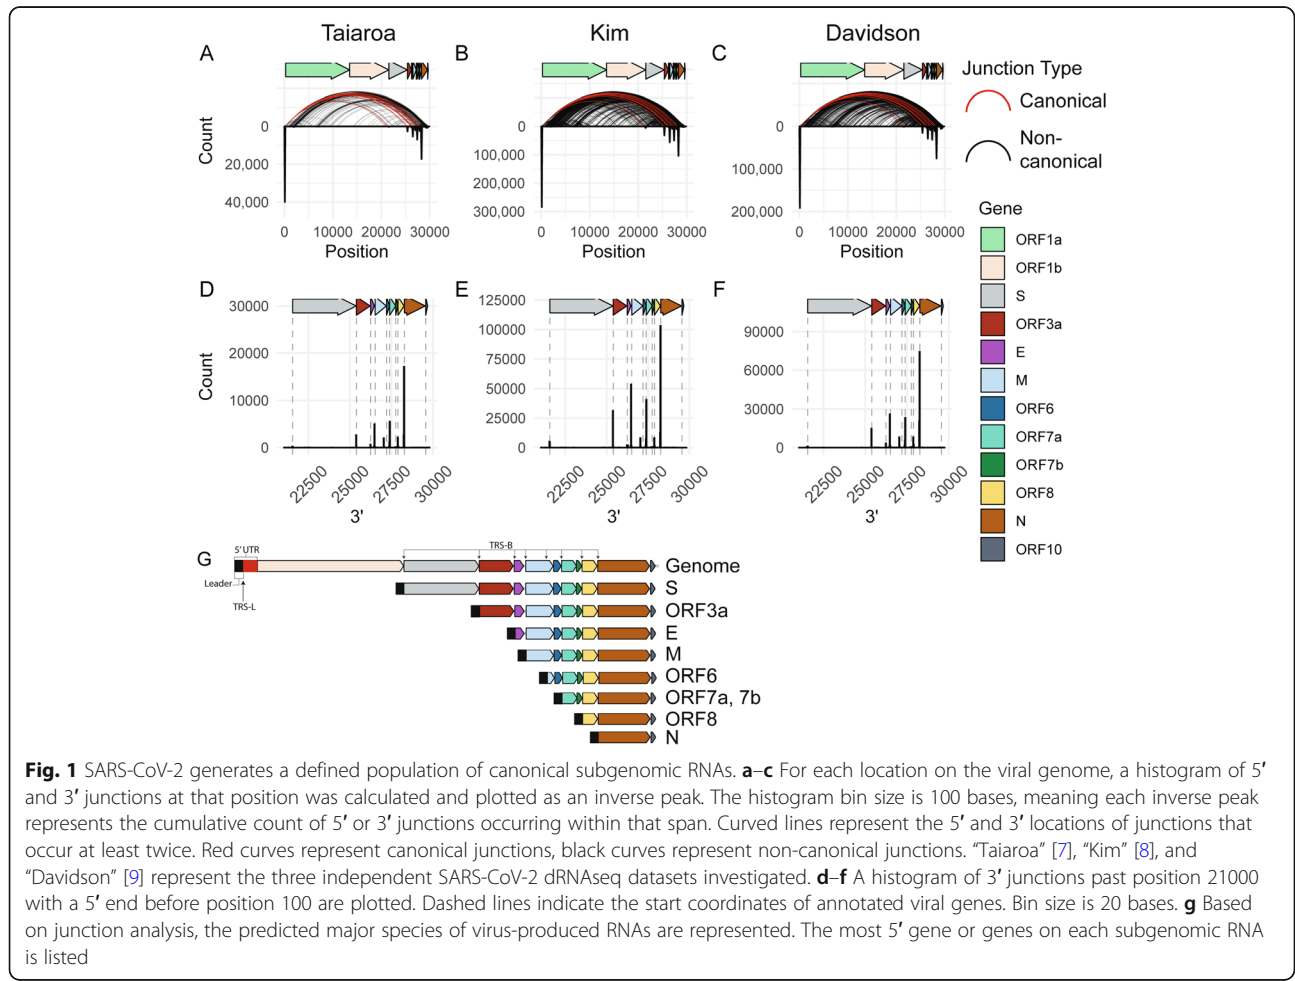 Taiaroa
Kim
Davidson
A
B
C
Count
0
20,000
40,000
0
100,000
200,000
300,000
0
100,000
200,000
0 10000 20000 30000
0 10000 20000 30000
0 10000 20000 30000
Position
Position
Position
Junction Type
Canonical
Non-
canonical
Gene
ORF1a
ORF1b
S
ORF3a
E
M
ORF6
ORF7a
ORF7b
ORF8
N
ORF10
D
E
F
Count
30000
20000
10000
0
125000
100000
75000
50000
25000
0
90000
60000
30000
0
22500 25000 27500 30000
22500 25000 27500 30000
22500 25000 27500 30000
3'
3'
3'
G
5' UTR
TRS-B
Leader
TRS-L
Genome
S
ORF3a
E
M
ORF6
ORF7a, 7b
ORF8
N
Fig. 1 SARS-CoV-2 generates a defined population of canonical subgenomic RNAs. a–c For each location on the viral genome, a histogram of 5′
and 3′ junctions at that position was calculated and plotted as an inverse peak. The histogram bin size is 100 bases, meaning each inverse peak
represents the cumulative count of 5′ or 3′ junctions occurring within that span. Curved lines represent the 5′ and 3′ locations of junctions that
occur at least twice. Red curves represent canonical junctions, black curves represent non-canonical junctions. “Taiaroa” [7], “Kim” [8], and
“Davidson” [9] represent the three independent SARS-CoV-2 dRNAseq datasets investigated. d–f A histogram of 3′ junctions past position 21000
with a 5′ end before position 100 are plotted. Dashed lines indicate the start coordinates of annotated viral genes. Bin size is 20 bases. g Based
on junction analysis, the predicted major species of virus-produced RNAs are represented. The most 5′ gene or genes on each subgenomic RNA
is listed